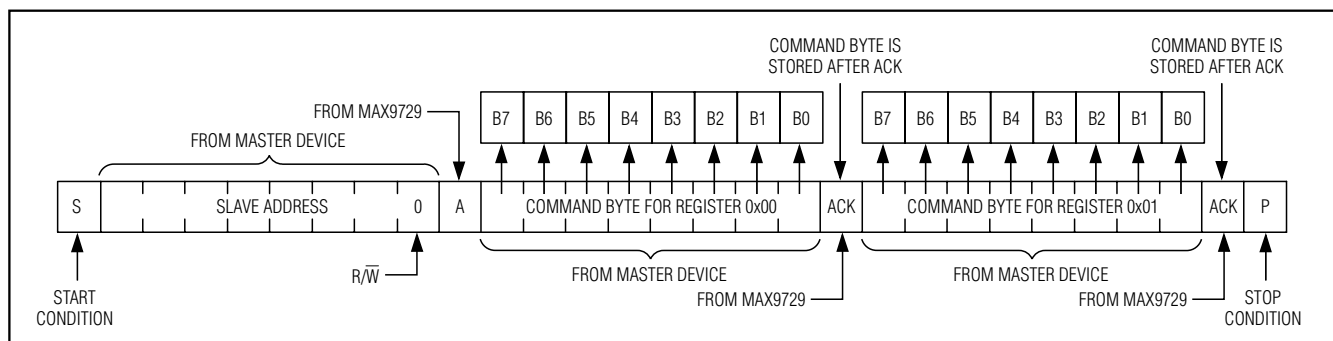 COMMAND BYTE IS
STORED AFTER ACK
COMMAND BYTE IS
STORED AFTER ACK
FROM MAX9729
B7 B6 B5 B4 B3 B2 B1 B0
B7 B6 B5 B4 B3 B2 B1 B0
FROM MASTER DEVICE
S SLAVE ADDRESS 0 A COMMAND BYTE FOR REGISTER 0x00 ACK COMMAND BYTE FOR REGISTER 0x01 ACK P
R/W̅
FROM MASTER DEVICE
FROM MASTER DEVICE
START
CONDITION
FROM MAX9729
FROM MAX9729
STOP
CONDITION